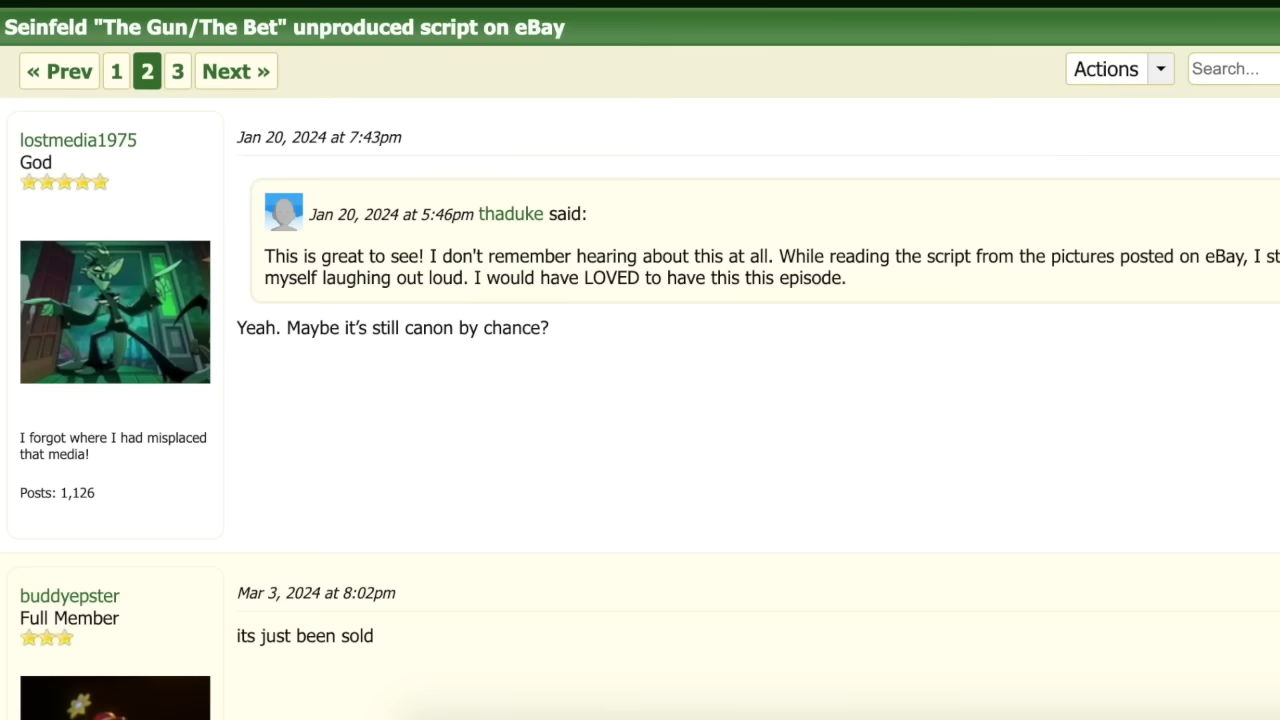 Seinfeld "The Gun/The Bet" unproduced script on eBay
« Prev 1 2 3 Next »
Actions
Search...
lostmedia1975
God
Jan 20, 2024 at 7:43pm
Jan 20, 2024 at 5:46pm thaduke said:
This is great to see! I don't remember hearing about this at all. While reading the script from the pictures posted on eBay, I
myself laughing out loud. I would have LOVED to have this this episode.
Yeah. Maybe it’s still canon by chance?
I forgot where I had misplaced
that media!
Posts: 1,126
buddyepster
Full Member
Mar 3, 2024 at 8:02pm
its just been sold